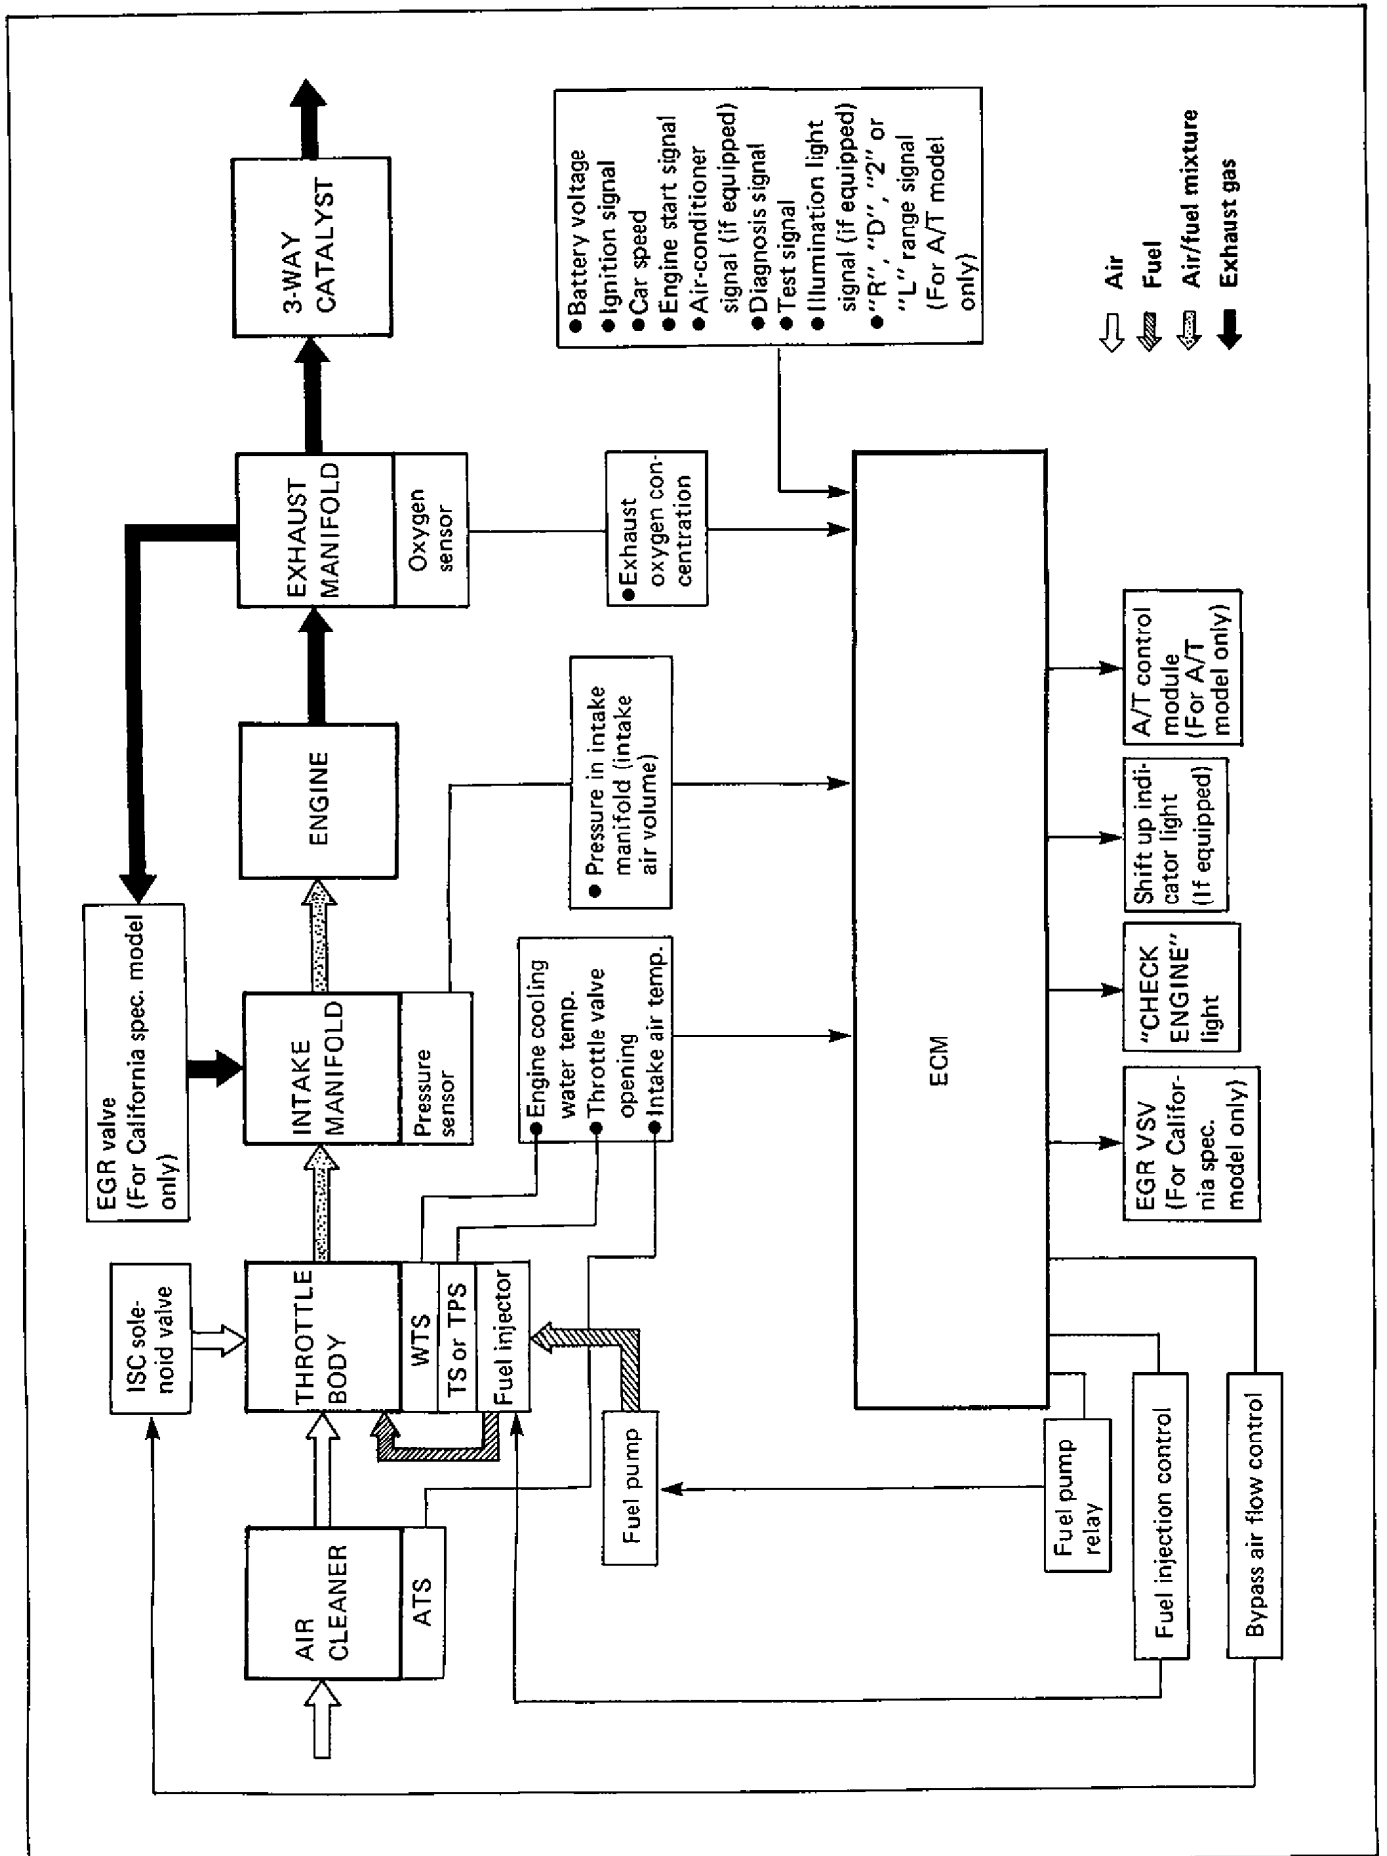 EGR valve
(For California spec. model
only)
ISC sole-
noid valve
AIR
CLEANER
ATS
THROTTLE
BODY
WTS
TS or TPS
Fuel injector
INTAKE
MANIFOLD
Pressure
sensor
ENGINE
EXHAUST
MANIFOLD
Oxygen
sensor
3-WAY
CATALYST
Fuel pump
● Engine cooling
water temp.
● Throttle valve
opening
● Intake air temp.
● Pressure in intake
manifold (intake
air volume)
● Exhaust
oxygen con-
centration
● Battery voltage
● Ignition signal
● Car speed
● Engine start signal
● Air-conditioner
signal (if equipped)
● Diagnosis signal
● Test signal
● Illumination light
signal (if equipped)
● "R", "D", "2" or
"L" range signal
(For A/T model
only)
ECM
Fuel pump
relay
Fuel injection control
Bypass air flow control
EGR VSV
(For Califor-
nia spec.
model only)
"CHECK
ENGINE"
light
Shift up indi-
cator light
(If equipped)
A/T control
module
(For A/T
model only)
Air
Fuel
Air/fuel mixture
Exhaust gas